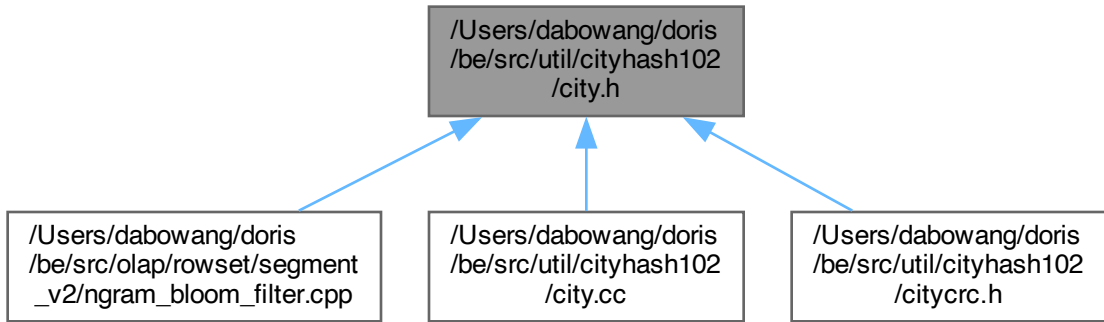 /Users/dabowang/doris
/be/src/util/cityhash102
/city.h
/Users/dabowang/doris
/be/src/olap/rowset/segment
_v2/ngram_bloom_filter.cpp
/Users/dabowang/doris
/be/src/util/cityhash102
/city.cc
/Users/dabowang/doris
/be/src/util/cityhash102
/citycrc.h